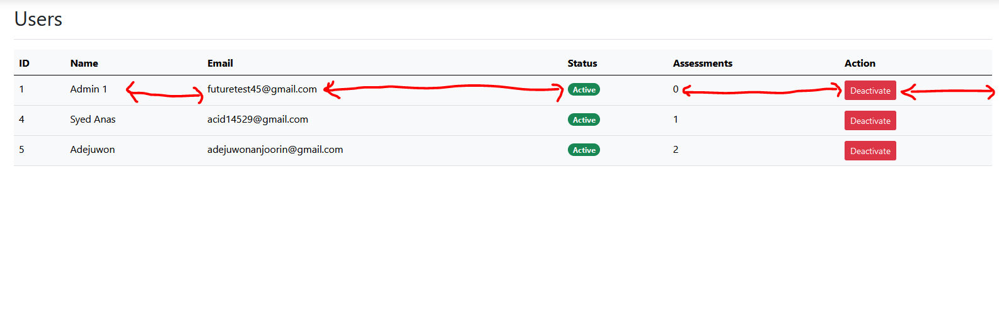 Users
ID Name Email Status Assessments Action
1 Admin 1 futuretest45@gmail.com Active 0 Deactivate
4 Syed Anas acid14529@gmail.com Active 1 Deactivate
5 Adejuwon adejuwonanjoorin@gmail.com Active 2 Deactivate